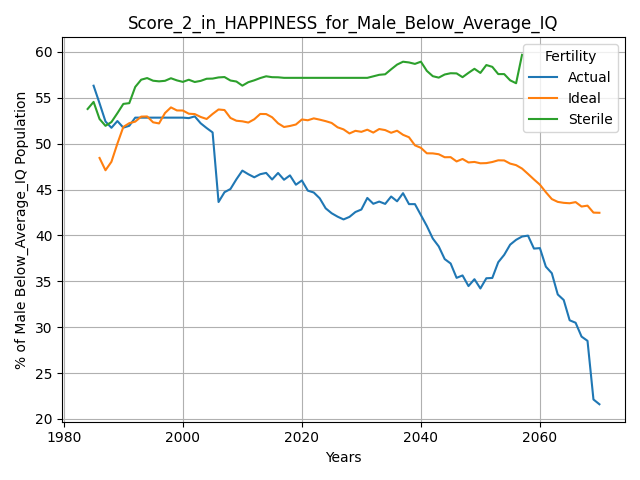 Score_2_in_HAPPINESS_for_Male_Below_Average_IQ
% of Male Below_Average_IQ Population
60
55
50
45
40
35
30
25
20
Fertility
Actual
Ideal
Sterile
1980
2000
2020
2040
2060
Years